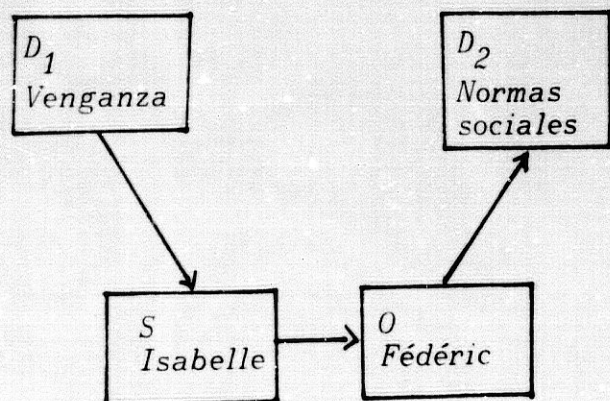 D1
Venganza
D2
Normas
sociales
S
Isabelle
O
Fédéric